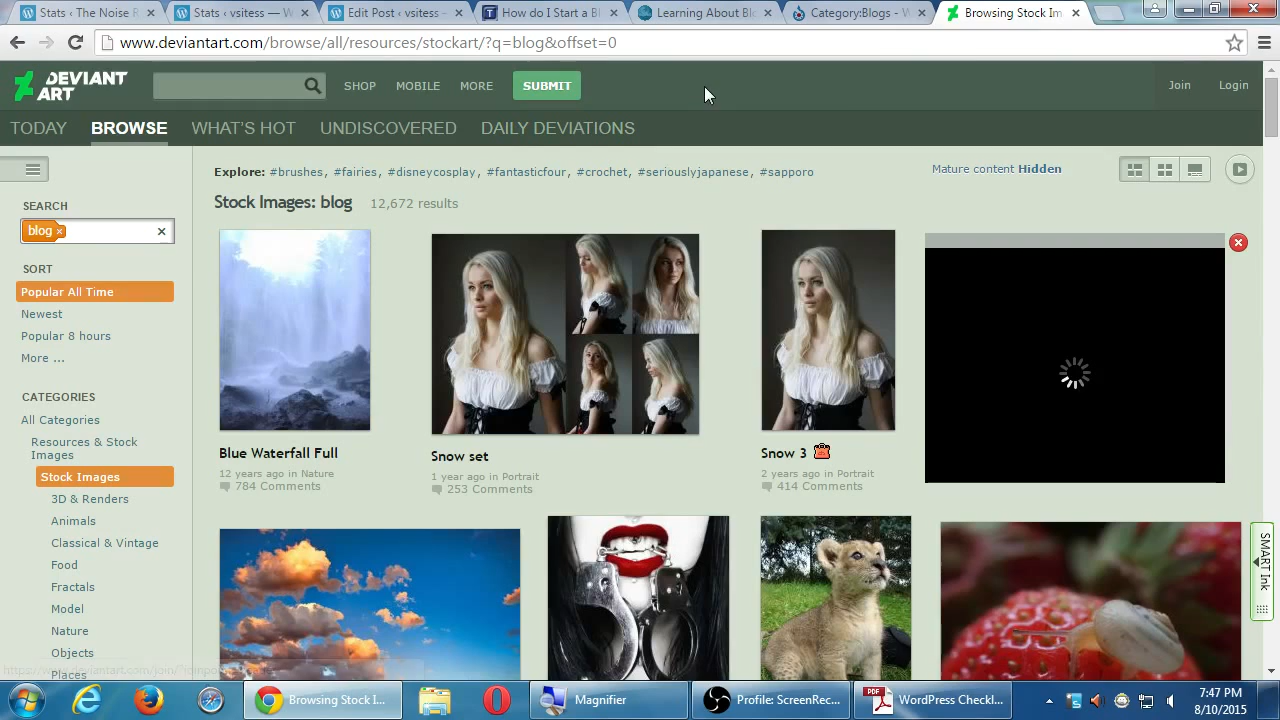 Stats ‹ The Noise R
Stats ‹ vsitess — W
Edit Post ‹ vsitess —
How do I Start a Bl
Learning About Blo
Category:Blogs - W
Browsing Stock Im
www.deviantart.com/browse/all/resources/stockart/?q=blog&offset=0
DEVIANT
ART
SHOP
MOBILE
MORE
SUBMIT
Join
Login
TODAY
BROWSE
WHAT'S HOT
UNDISCOVERED
DAILY DEVIATIONS
Explore: #brushes, #fairies, #disneycosplay, #fantasticfour, #crochet, #seriouslyjapanese, #sapporo
Mature content Hidden
Stock Images: blog 12,672 results
SEARCH
blog
SORT
Popular All Time
Newest
Popular 8 hours
More ...
CATEGORIES
All Categories
Resources & Stock
Images
Stock Images
3D & Renders
Animals
Classical & Vintage
Food
Fractals
Model
Nature
Objects
Places
Blue Waterfall Full
12 years ago in Nature
784 Comments
Snow set
1 year ago in Portrait
253 Comments
Snow 3
2 years ago in Portrait
414 Comments
SMART Ink
Browsing Stock I...
Magnifier
Profile: ScreenRec...
PDF
WordPress Checkl...
7:47 PM
8/10/2015